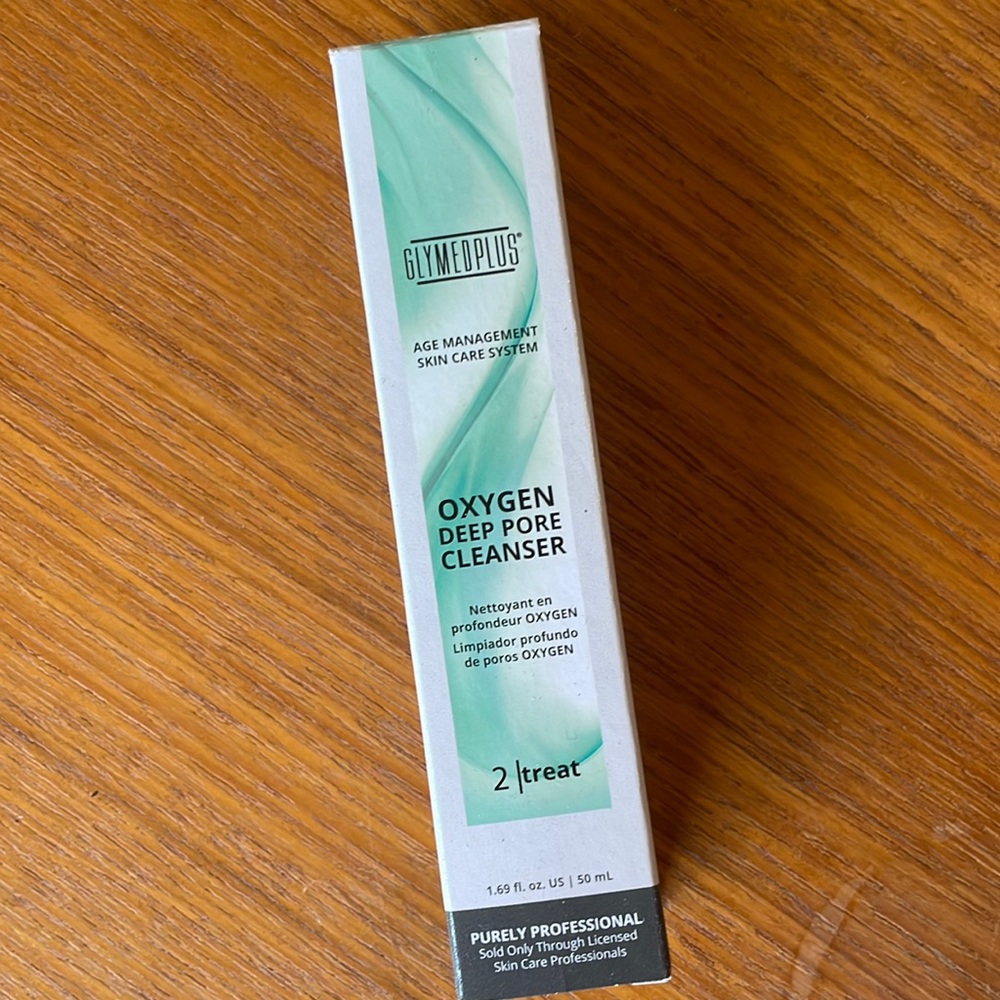 GLYMEDPLUS®
AGE MANAGEMENT
SKIN CARE SYSTEM
OXYGEN
DEEP PORE
CLEANSER
Nettoyant en
profondeur OXYGEN
Limpiador profundo
de poros OXYGEN
2 | treat
1.69 fl. oz. US | 50 mL
PURELY PROFESSIONAL
Sold Only Through Licensed
Skin Care Professionals